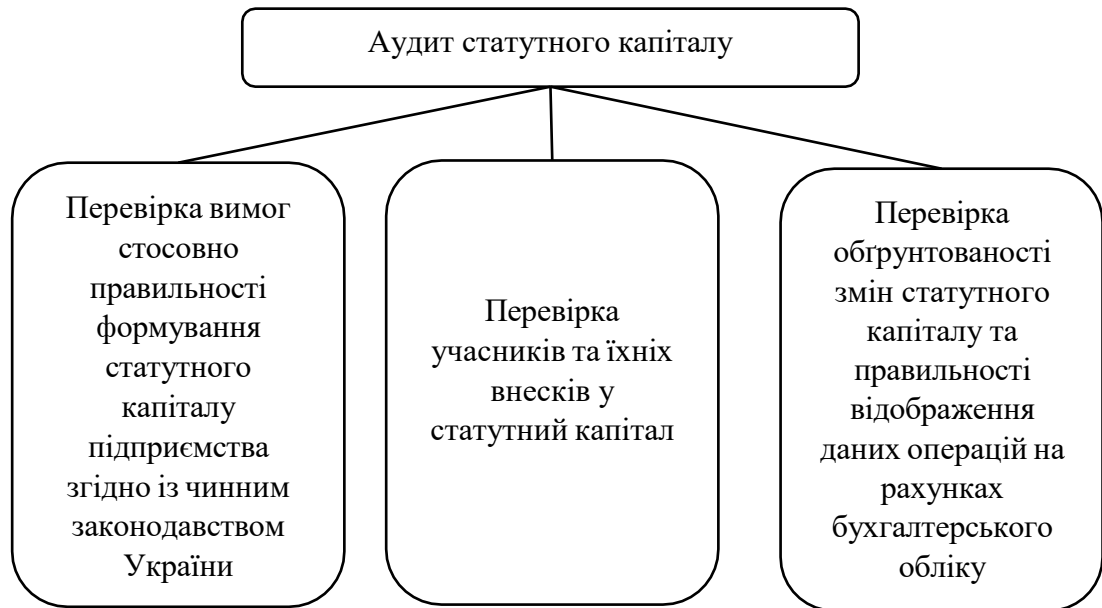 Аудит статутного капіталу
Перевірка вимог
стосовно
правильності
формування
статутного
капіталу
підприємства
згідно із чинним
законодавством
України
Перевірка
учасників та їхніх
внесків у
статутний капітал
Перевірка
обґрунтованості
змін статутного
капіталу та
правильності
відображення
даних операцій на
рахунках
бухгалтерського
обліку